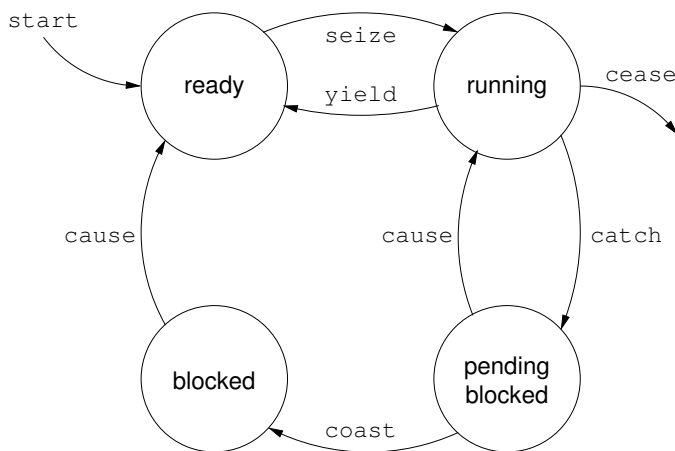 start
seize
ready
running
cease
yield
cause
cause
catch
blocked
pending
blocked
coast